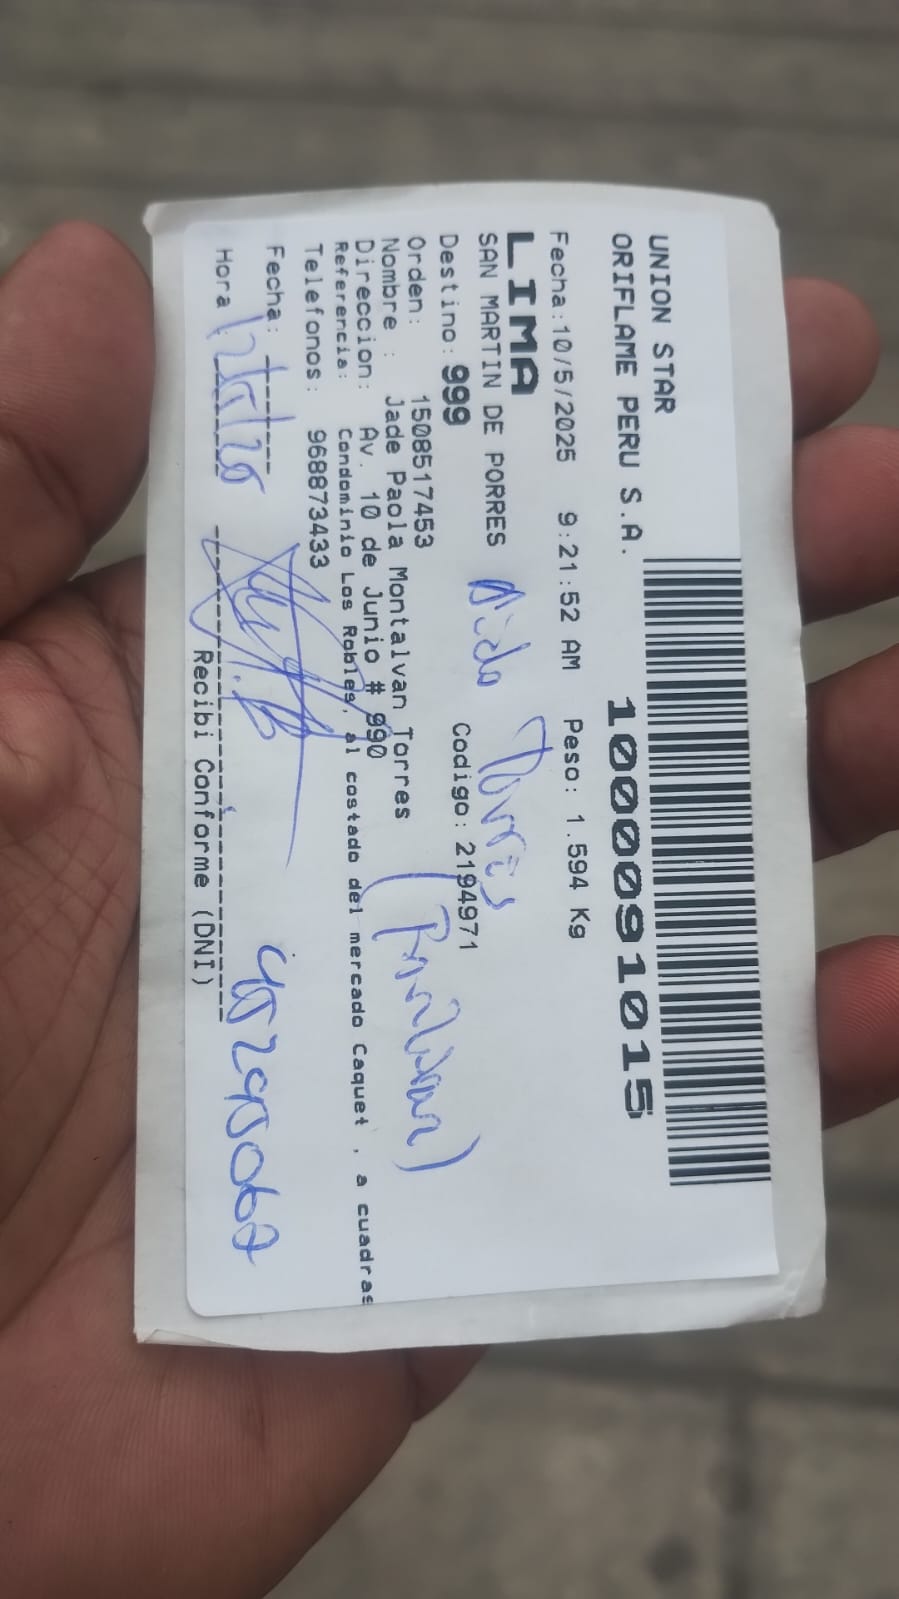 UNION STAR
ORIFLAME PERU S.A.
1000091015
Fecha:10/5/2025 9:21:52 AM Peso: 1.594 Kg
LIMA
SAN MARTIN DE PORRES
Torres
Destino: 999 Codigo: 2194971
Orden: 1508517453
(Familiar)
Nombre : Jade Paola Montalvan Torres
Direccion: Av. 10 de Junio # 990
Referencia: Condominio Los Robles, al costado del mercado Caquet , a cuadras
Telefonos: 968873433
Fecha:
Hora
Recibi Conforme (DNI)